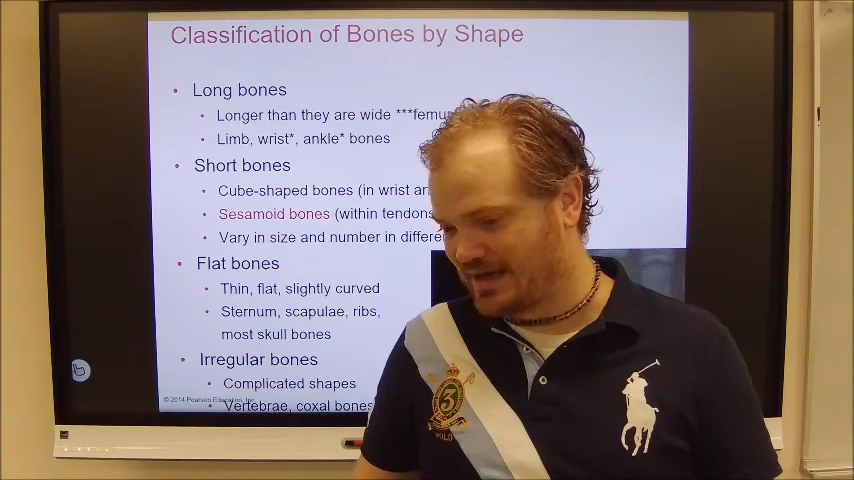 Classification of Bones by Shape
• Long bones
• Longer than they are wide ***femu
• Limb, wrist*, ankle* bones
• Short bones
• Cube-shaped bones (in wrist an
• Sesamoid bones (within tendons
• Vary in size and number in differe
• Flat bones
• Thin, flat, slightly curved
• Sternum, scapulae, ribs,
most skull bones
• Irregular bones
• Complicated shapes
© 2014 Pearson Education, Inc.
• Vertebrae, coxal bones
3
POLO